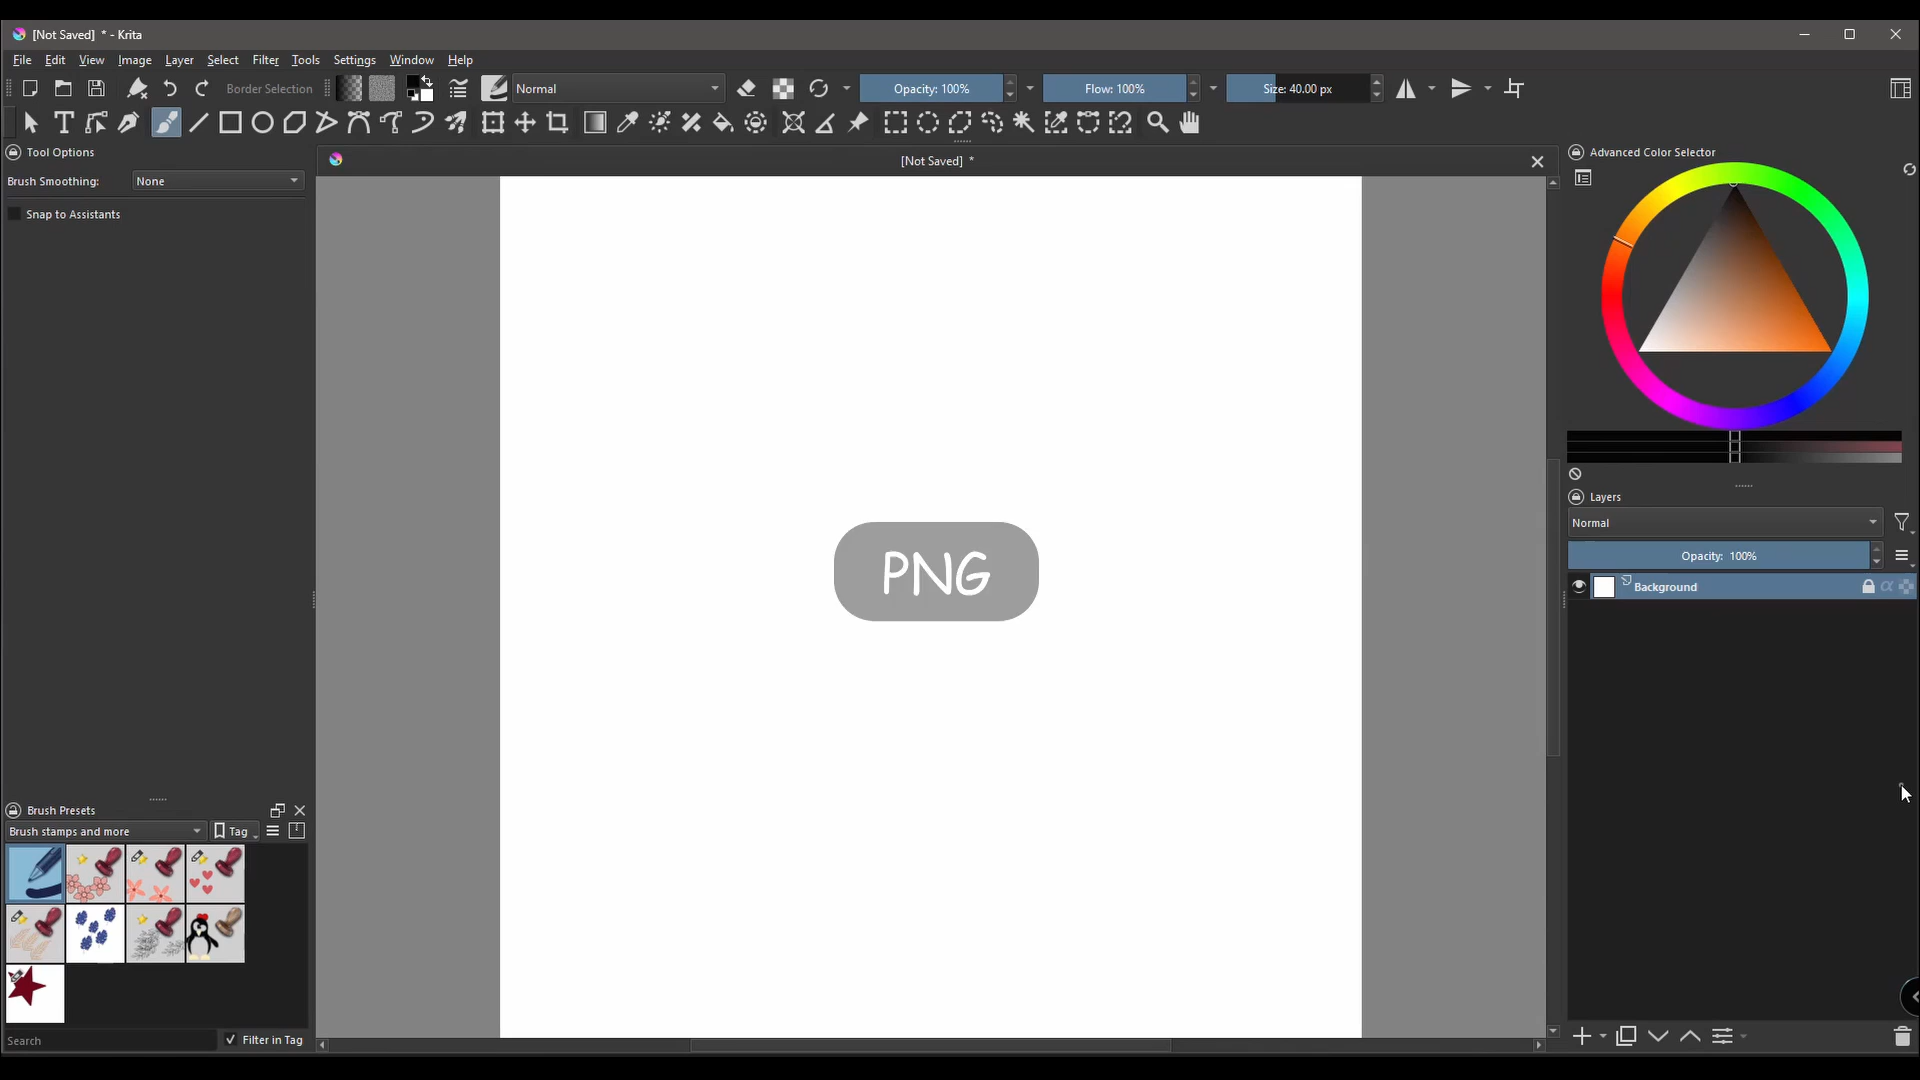 [Not Saved] * - Krita
File Edit View Image Layer Select Filter Tools Settings Window Help
Border Selection
Normal
Opacity: 100%
Flow: 100%
Size: 40.00 px
Tool Options
[Not Saved] *
Advanced Color Selector
Brush Smoothing: None
Snap to Assistants
PNG
Layers
Normal
Opacity: 100%
Background
Brush Presets
Brush stamps and more
Tag
Search
Filter in Tag